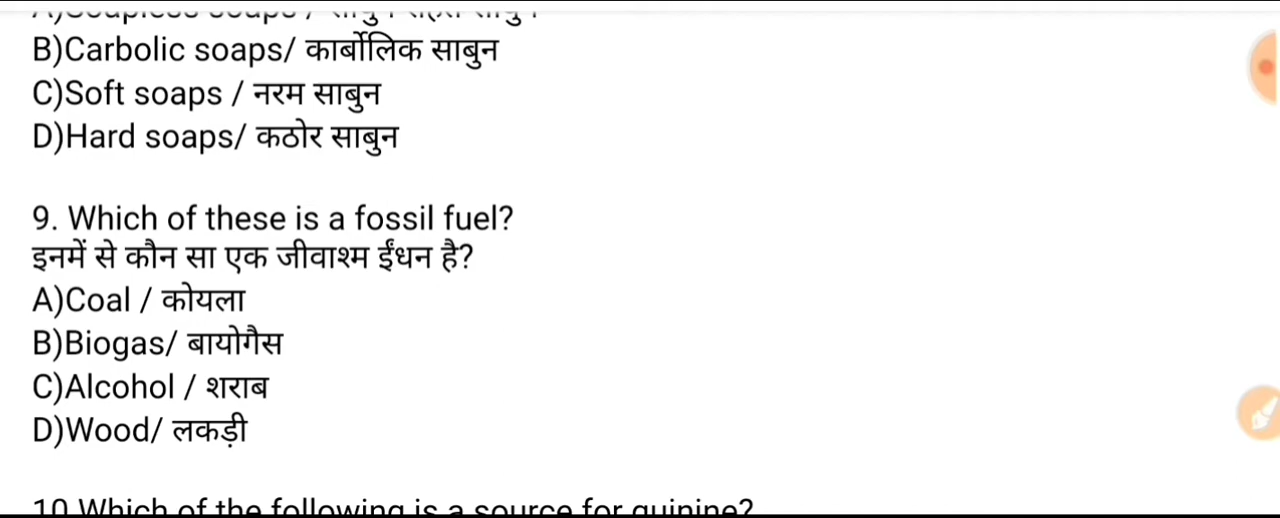 B)Carbolic soaps/ कार्बोलिक साबुन
C)Soft soaps / नरम साबुन
D)Hard soaps/ कठोर साबुन
9. Which of these is a fossil fuel?
इनमें से कौन सा एक जीवाश्म ईंधन है?
A)Coal / कोयला
B)Biogas/ बायोगैस
C)Alcohol / शराब
D)Wood/ लकड़ी
10 Which of the following is a source for quinine?